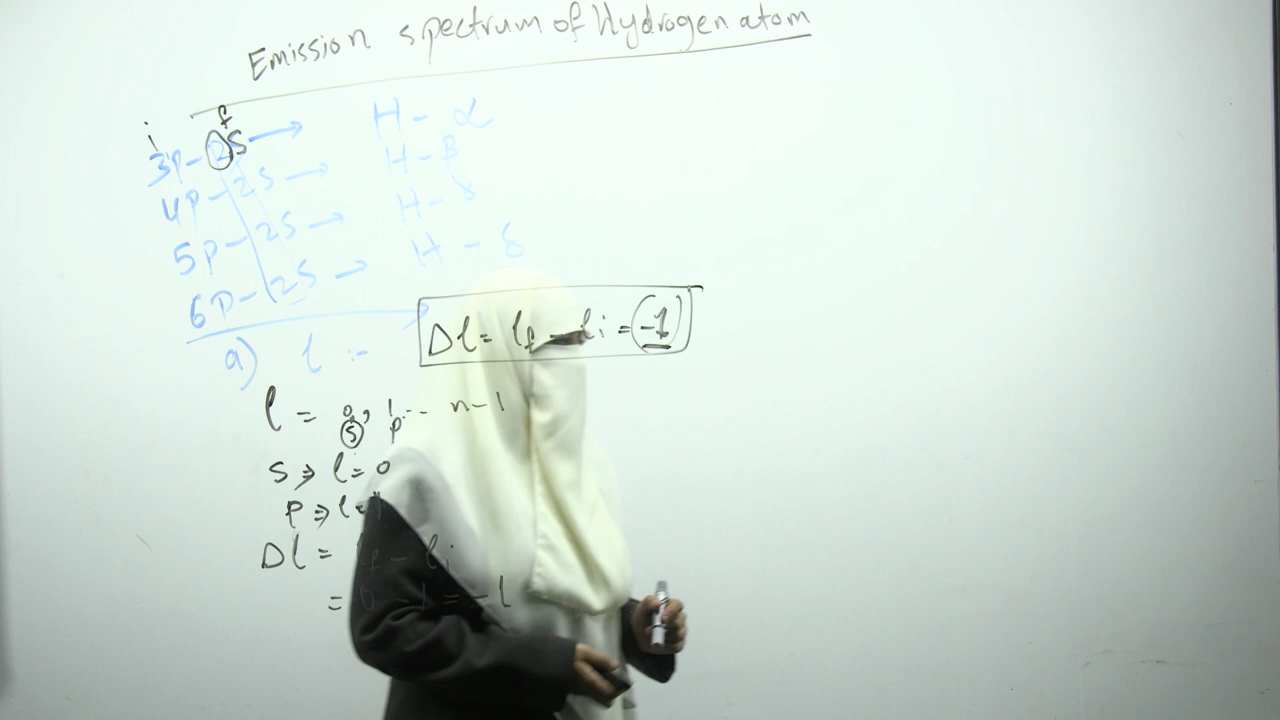 Emission spectrum of Hydrogen atom
i f
3P - 2S → H - α
4P - 2S → H - β
5P - 2S → H - γ
6P - 2S → H - δ
a) l :-
Δl = lf - li = (-1)
l = 0, 1, ... n-1
S P
S ⇒ l = 0
P ⇒ l = 1
Δl = lf - li
= 0 - 1 = -1